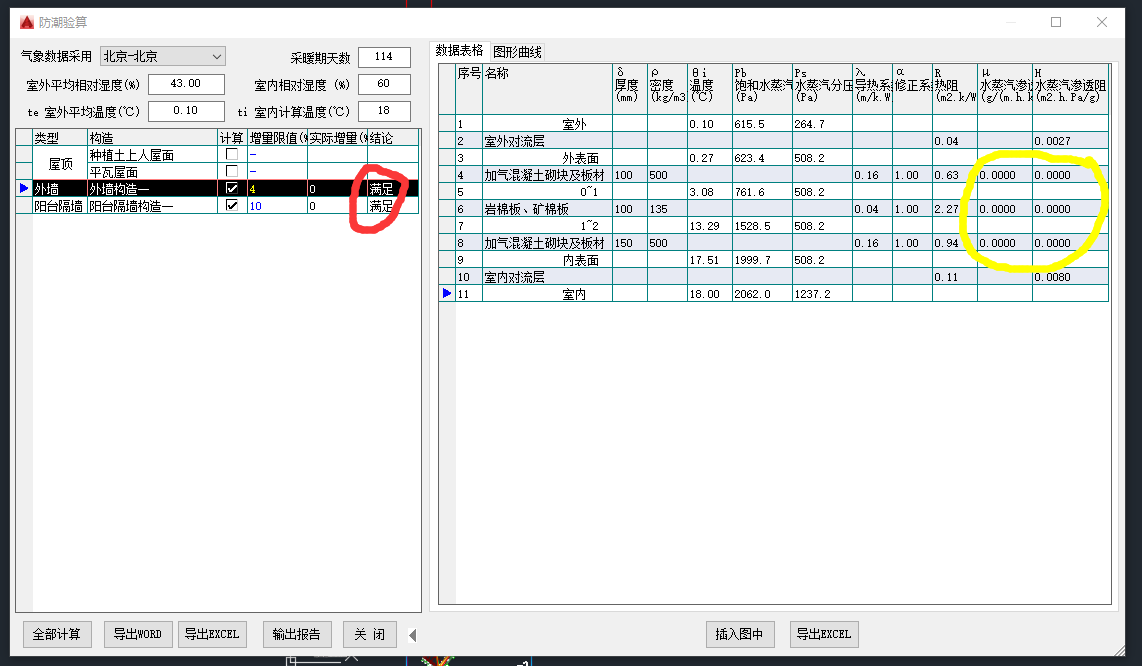 防潮验算
气象数据采用 北京-北京 采暖期天数 114
室外平均相对湿度(%) 43.00 室内相对湿度 (%) 60
te 室外平均温度(℃) 0.10 ti 室内计算温度(℃) 18
类型 构造 计算 增量限值(% 实际增量(% 结论
屋顶 种植土上人屋面 -
平瓦屋面 -
外墙 外墙构造一 4 0 满足
阳台隔墙 阳台隔墙构造一 10 0 满足
全部计算 导出WORD 导出EXCEL 输出报告 关 闭
数据表格 图形曲线
序号 名称 δ 厚度 (mm) ρ 密度 (kg/m3 θi 温度 (℃) Pb 饱和水蒸汽 (Pa) Ps 水蒸汽分压 (Pa) λ 导热系 (m/k.W α 修正系 R 热阻 (m2.k/W μ 水蒸汽渗 (g/(m.h.k H 水蒸汽渗透阻 (m2.h.Pa/g)
1 室外 0.10 615.5 264.7
2 室外对流层 0.04 0.0027
3 外表面 0.27 623.4 508.2
4 加气混凝土砌块及板材 100 500 0.16 1.00 0.63 0.0000 0.0000
5 0~1 3.08 761.6 508.2
6 岩棉板、矿棉板 100 135 0.04 1.00 2.27 0.0000 0.0000
7 1~2 13.29 1528.5 508.2
8 加气混凝土砌块及板材 150 500 0.16 1.00 0.94 0.0000 0.0000
9 内表面 17.51 1999.7 508.2
10 室内对流层 0.11 0.0080
11 室内 18.00 2062.0 1237.2
插入图中 导出EXCEL